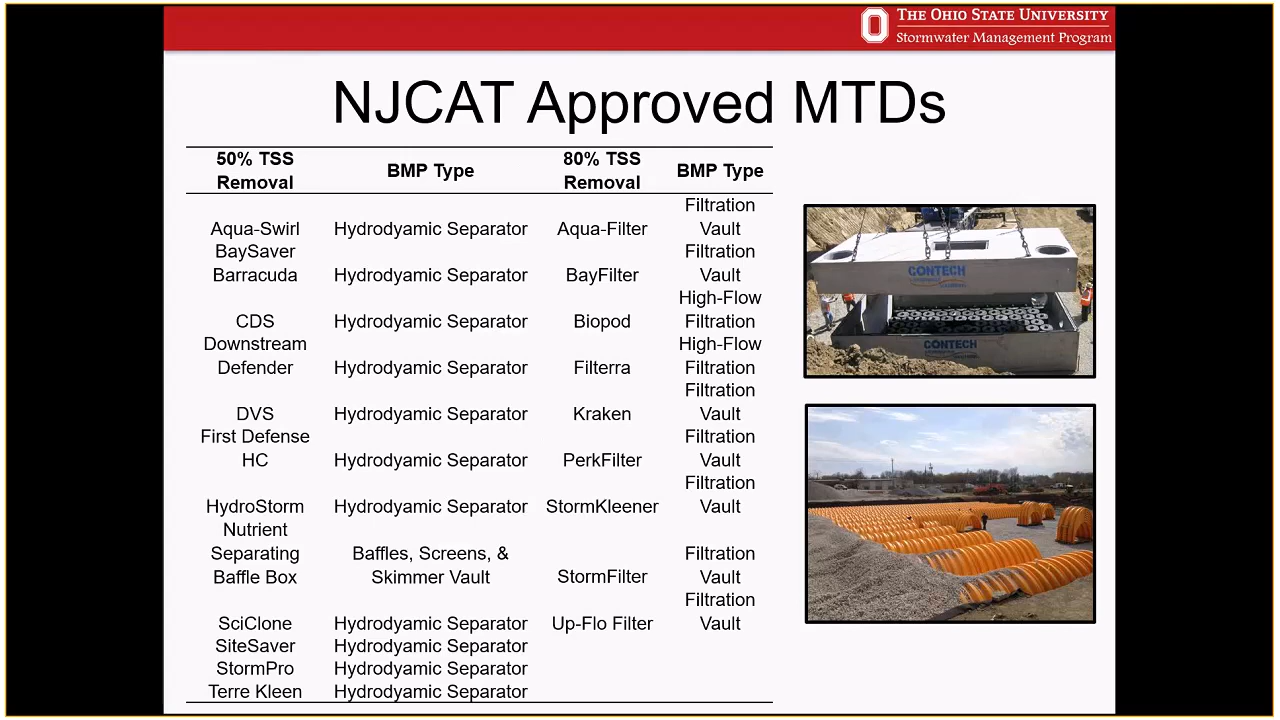 THE OHIO STATE UNIVERSITY
Stormwater Management Program
NJCAT Approved MTDs
50% TSS Removal BMP Type 80% TSS Removal BMP Type
Aqua-Swirl Hydrodyamic Separator Aqua-Filter Filtration Vault
BaySaver Barracuda Hydrodyamic Separator BayFilter Filtration Vault
CDS Hydrodyamic Separator Biopod High-Flow Filtration
Downstream Defender Hydrodyamic Separator Filterra High-Flow Filtration
DVS Hydrodyamic Separator Kraken Filtration Vault
First Defense HC Hydrodyamic Separator PerkFilter Filtration Vault
HydroStorm Hydrodyamic Separator StormKleener Filtration Vault
Nutrient Separating Baffle Box Baffles, Screens, & Skimmer Vault StormFilter Filtration Vault
SciClone Hydrodyamic Separator Up-Flo Filter Filtration Vault
SiteSaver Hydrodyamic Separator
StormPro Hydrodyamic Separator
Terre Kleen Hydrodyamic Separator
CONTECH
CONTECH